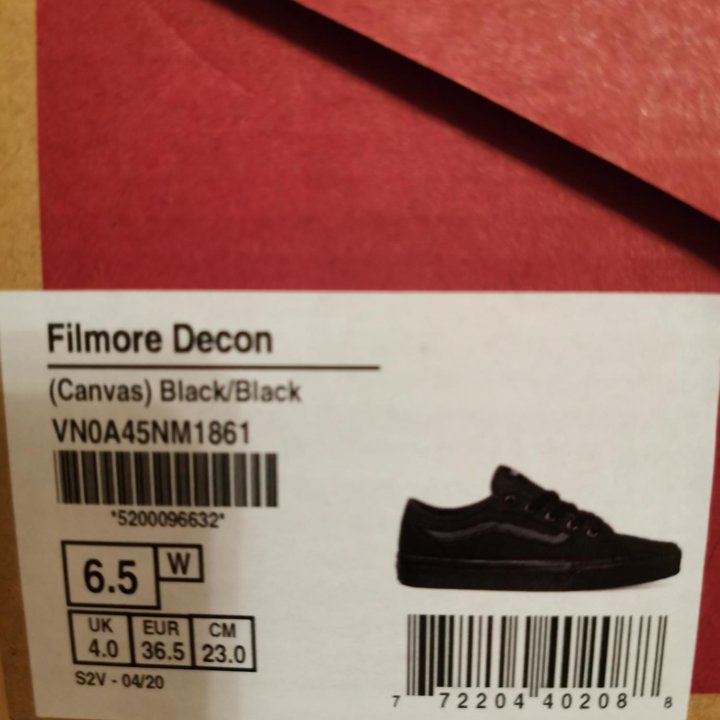 Filmore Decon
(Canvas) Black/Black
VN0A45NM1861
*5200096632*
6.5 W
UK EUR CM
4.0 36.5 23.0
S2V - 04/20
7 72204 40208 8